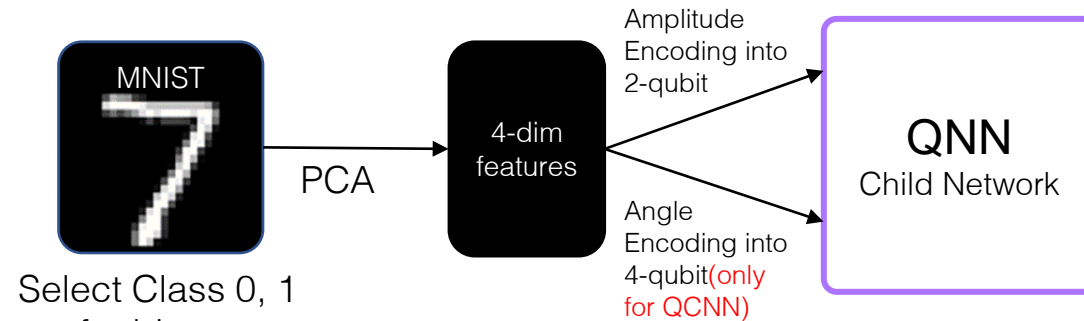 MNIST
Select Class 0, 1
PCA
4-dim
features
Amplitude
Encoding into
2-qubit
Angle
Encoding into
4-qubit(only
for QCNN)
QNN
Child Network